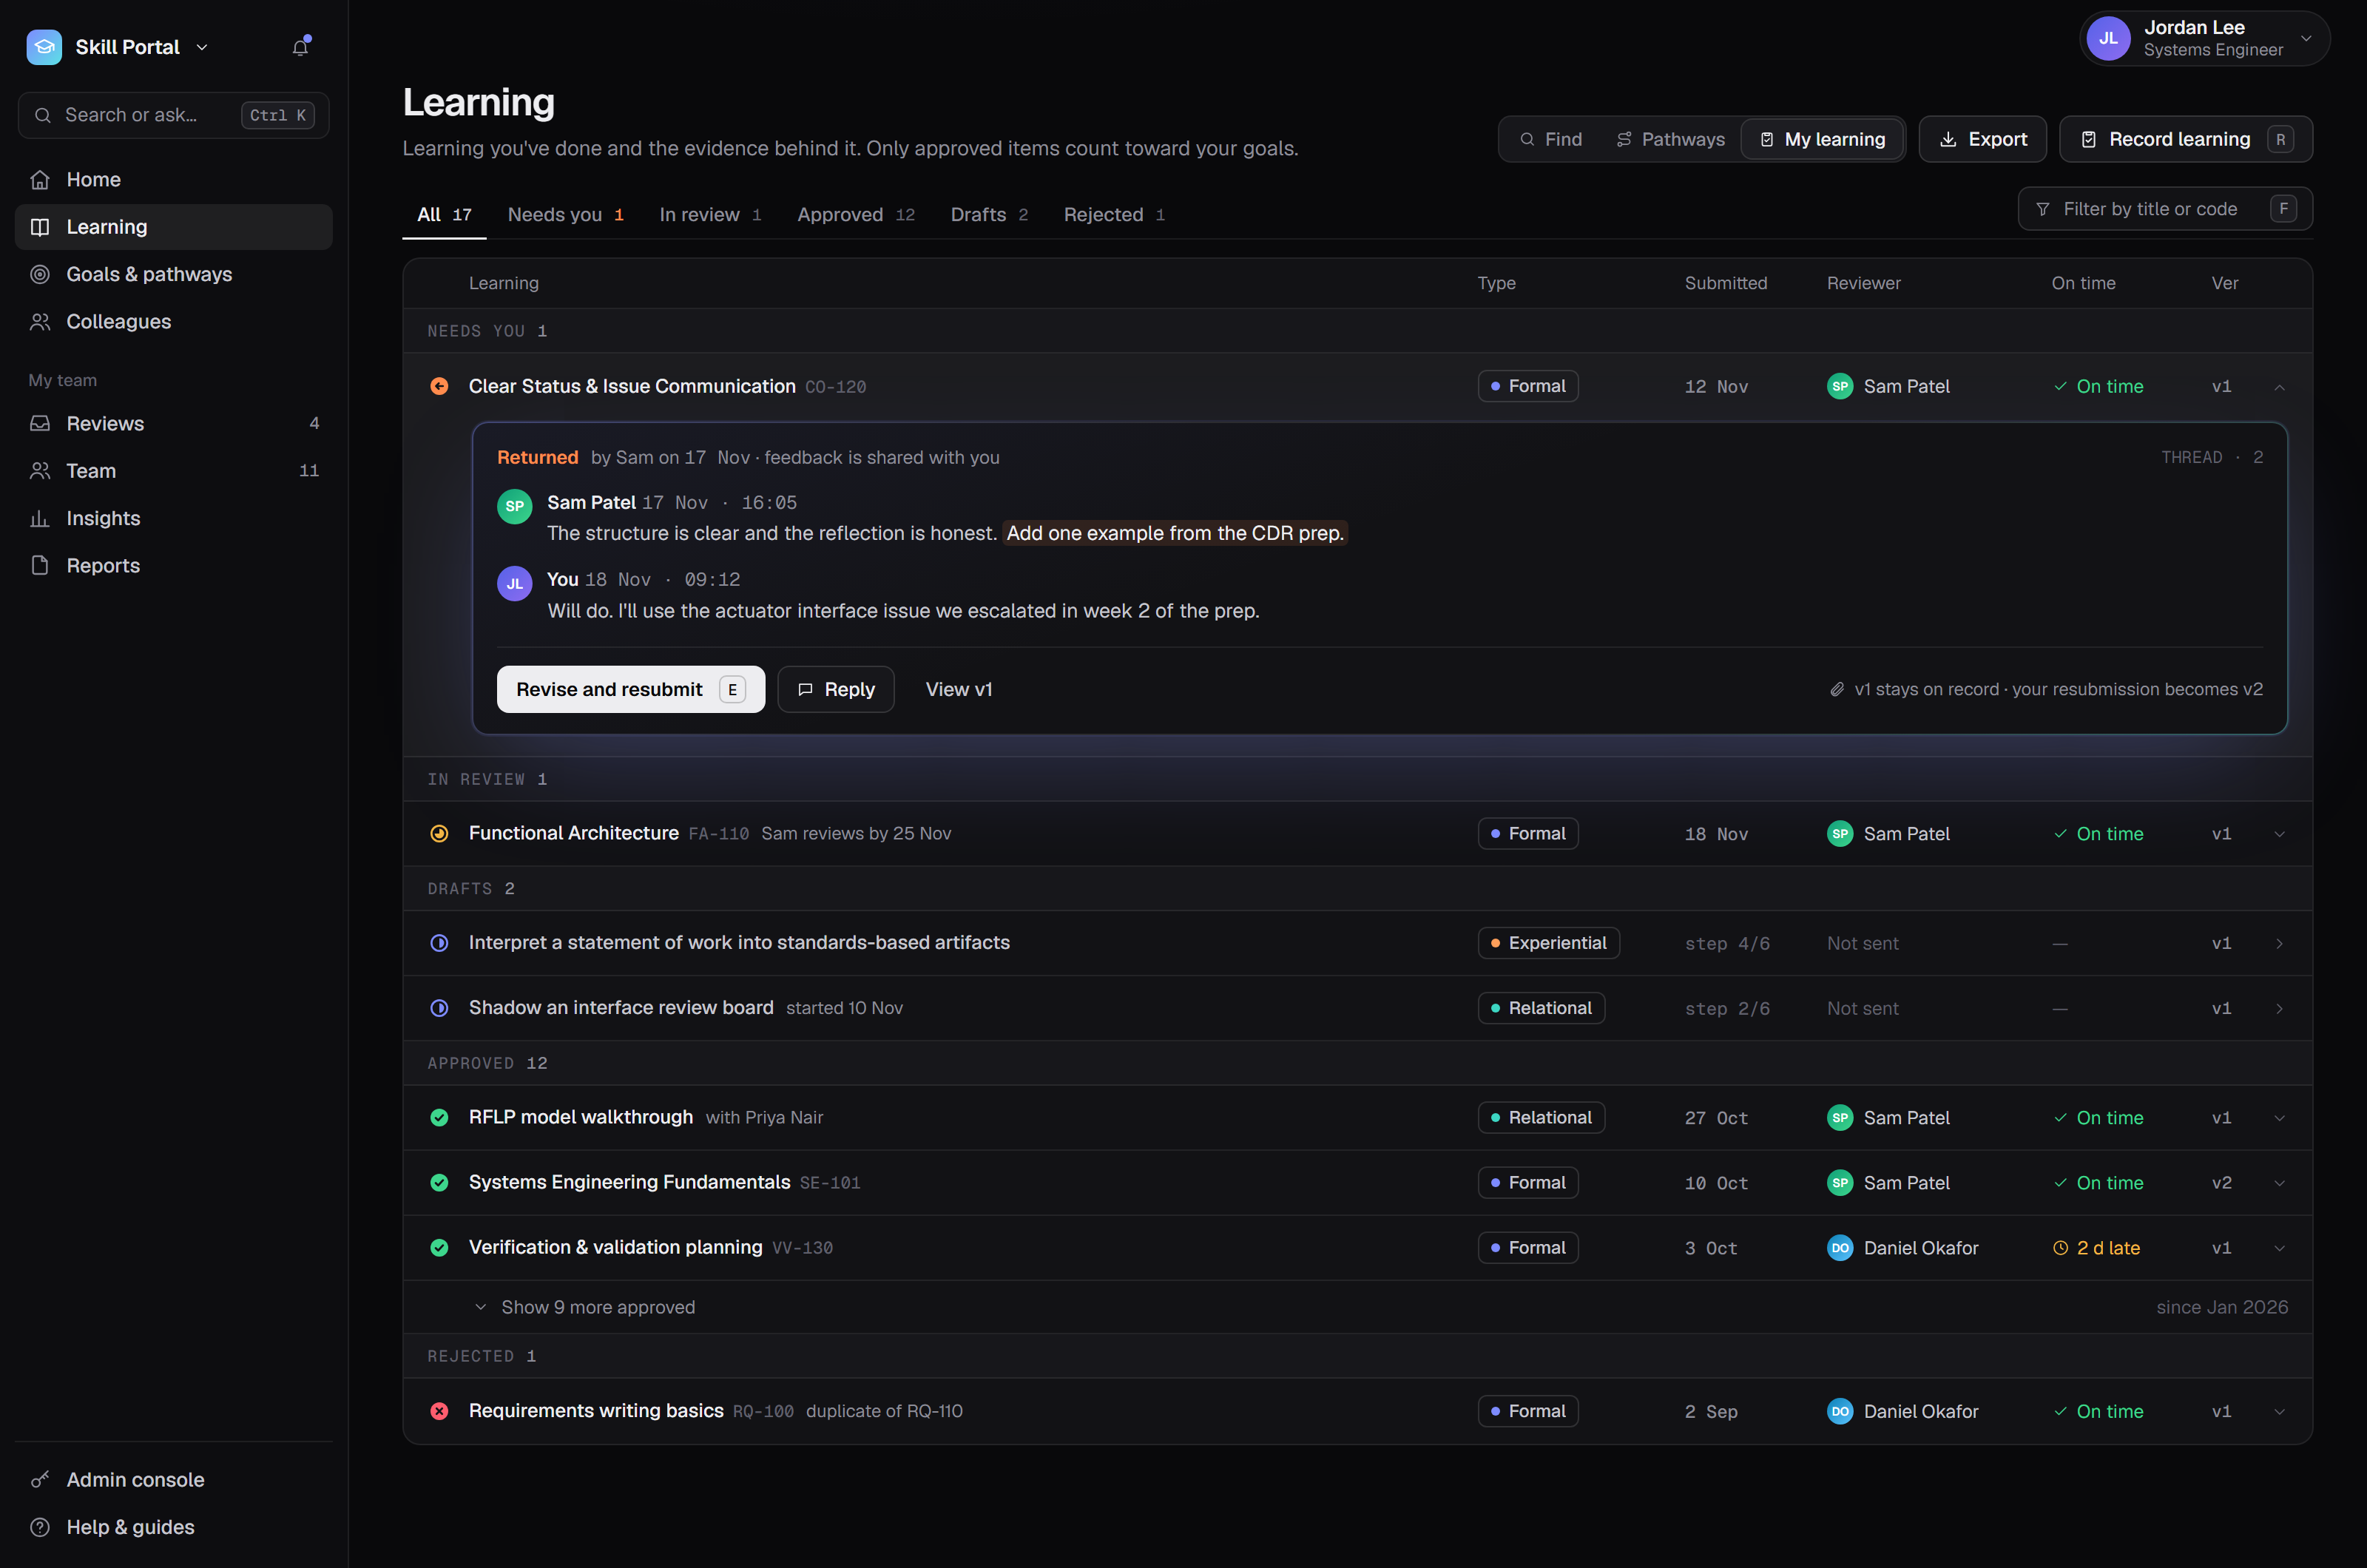 Skill Portal
Search or ask... Ctrl K
Home
Learning
Goals & pathways
Colleagues
My team
Reviews 4
Team 11
Insights
Reports
Admin console
Help & guides
JL Jordan Lee
Systems Engineer
Learning
Learning you've done and the evidence behind it. Only approved items count toward your goals.
Find Pathways My learning Export Record learning R
All 17 Needs you 1 In review 1 Approved 12 Drafts 2 Rejected 1
Filter by title or code F
Learning Type Submitted Reviewer On time Ver
NEEDS YOU 1
Clear Status & Issue Communication CO-120 Formal 12 Nov SP Sam Patel On time v1
Returned by Sam on 17 Nov · feedback is shared with you THREAD · 2
SP Sam Patel 17 Nov · 16:05
The structure is clear and the reflection is honest. Add one example from the CDR prep.
JL You 18 Nov · 09:12
Will do. I'll use the actuator interface issue we escalated in week 2 of the prep.
Revise and resubmit E Reply View v1 v1 stays on record · your resubmission becomes v2
IN REVIEW 1
Functional Architecture FA-110 Sam reviews by 25 Nov Formal 18 Nov SP Sam Patel On time v1
DRAFTS 2
Interpret a statement of work into standards-based artifacts Experiential step 4/6 Not sent — v1
Shadow an interface review board started 10 Nov Relational step 2/6 Not sent — v1
APPROVED 12
RFLP model walkthrough with Priya Nair Relational 27 Oct SP Sam Patel On time v1
Systems Engineering Fundamentals SE-101 Formal 10 Oct SP Sam Patel On time v2
Verification & validation planning VV-130 Formal 3 Oct DO Daniel Okafor 2 d late v1
Show 9 more approved since Jan 2026
REJECTED 1
Requirements writing basics RQ-100 duplicate of RQ-110 Formal 2 Sep DO Daniel Okafor On time v1